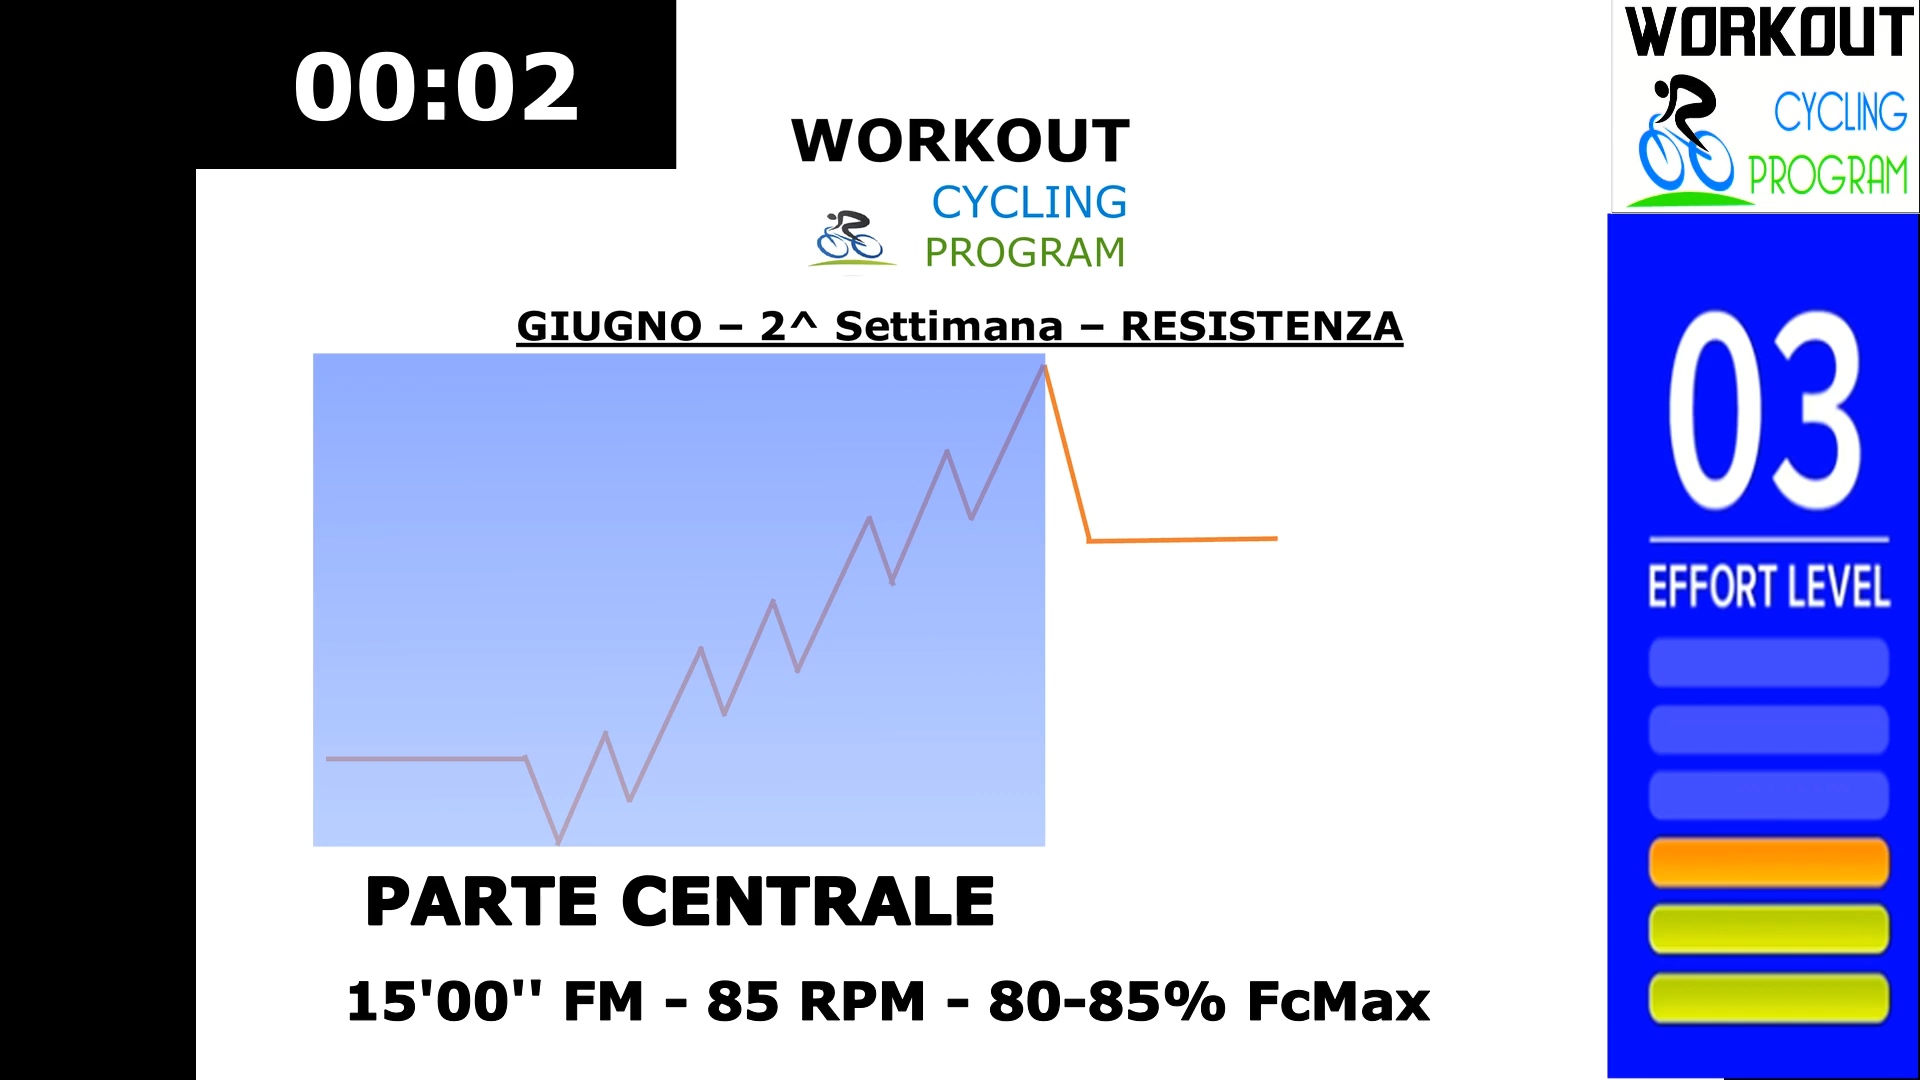 00:02
WORKOUT
CYCLING
PROGRAM
WORKOUT
CYCLING
PROGRAM
GIUGNO – 2^ Settimana – RESISTENZA
03
EFFORT LEVEL
PARTE CENTRALE
15'00'' FM - 85 RPM - 80-85% FcMax